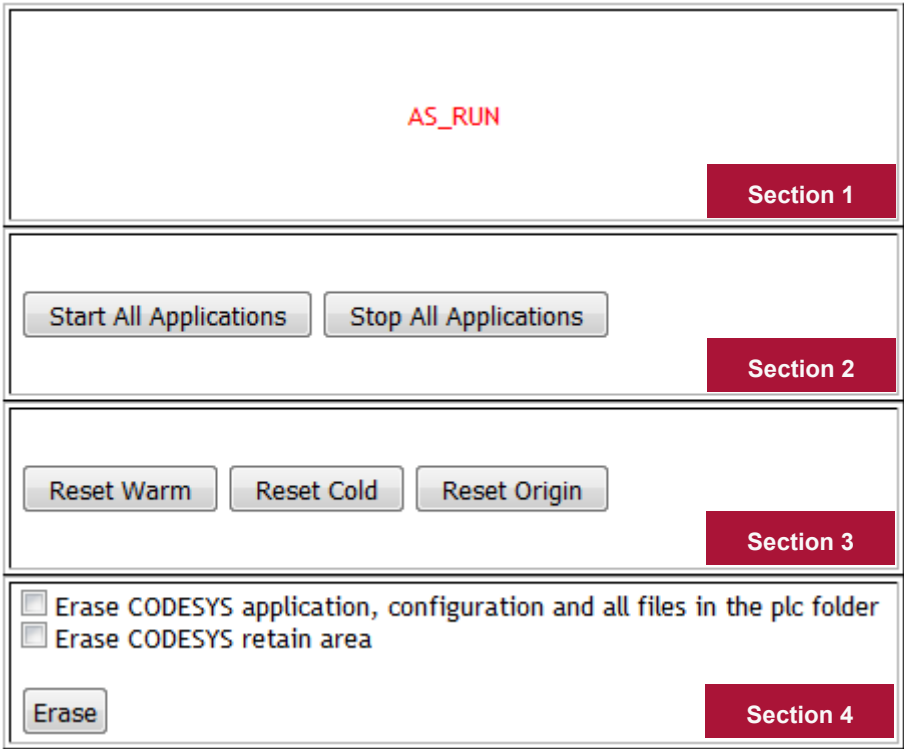 AS_RUN
Section 1
Start All Applications Stop All Applications
Section 2
Reset Warm Reset Cold Reset Origin
Section 3
Erase CODESYS application, configuration and all files in the plc folder
Erase CODESYS retain area
Erase
Section 4